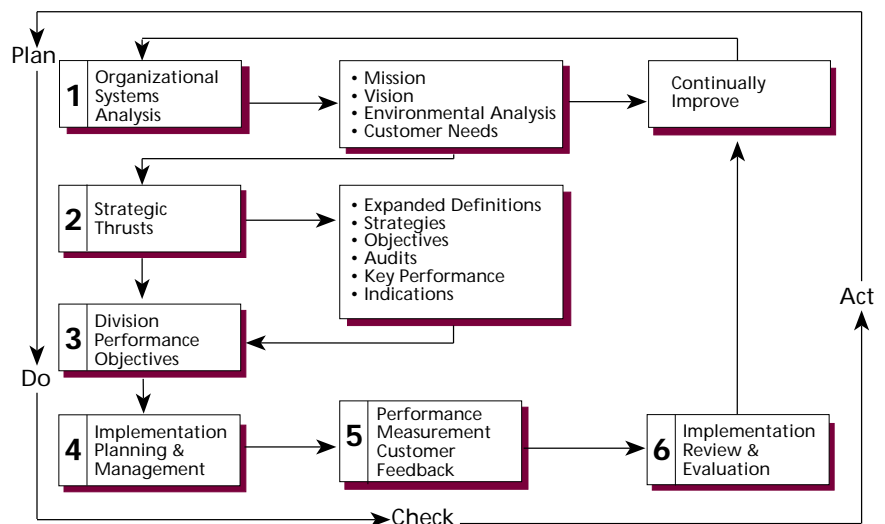 Plan
1
Organizational
Systems
Analysis
• Mission
• Vision
• Environmental Analysis
• Customer Needs
Continually
Improve
2
Strategic
Thrusts
• Expanded Definitions
• Strategies
• Objectives
• Audits
• Key Performance
• Indications
Act
3
Division
Performance
Objectives
Do
4
Implementation
Planning &
Management
5
Performance
Measurement
Customer
Feedback
6
Implementation
Review &
Evaluation
Check